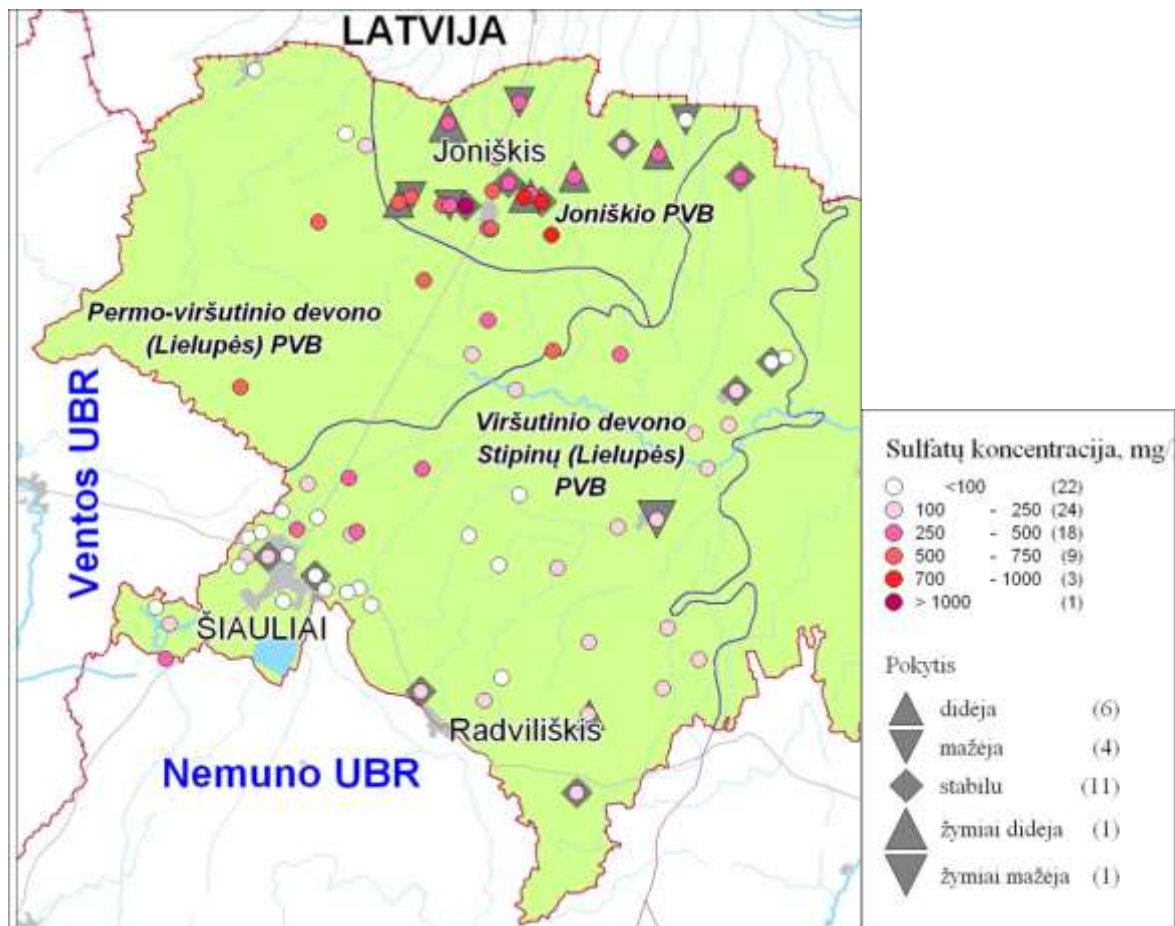 LATVIJA
Joniškis
Joniškio PVB
Permo-viršutinio devono
(Lielupės) PVB
Ventos UBR
Viršutinio devono
Stipinų (Lielupės)
PVB
ŠIAULIAI
Radviliškis
Nemuno UBR
Sulfatų koncentracija, mg/
<100 (22)
100 - 250 (24)
250 - 500 (18)
500 - 750 (9)
700 - 1000 (3)
> 1000 (1)
Pokytis
didėja (6)
mažėja (4)
stabilu (11)
žymiai didėja (1)
žymiai mažėja (1)